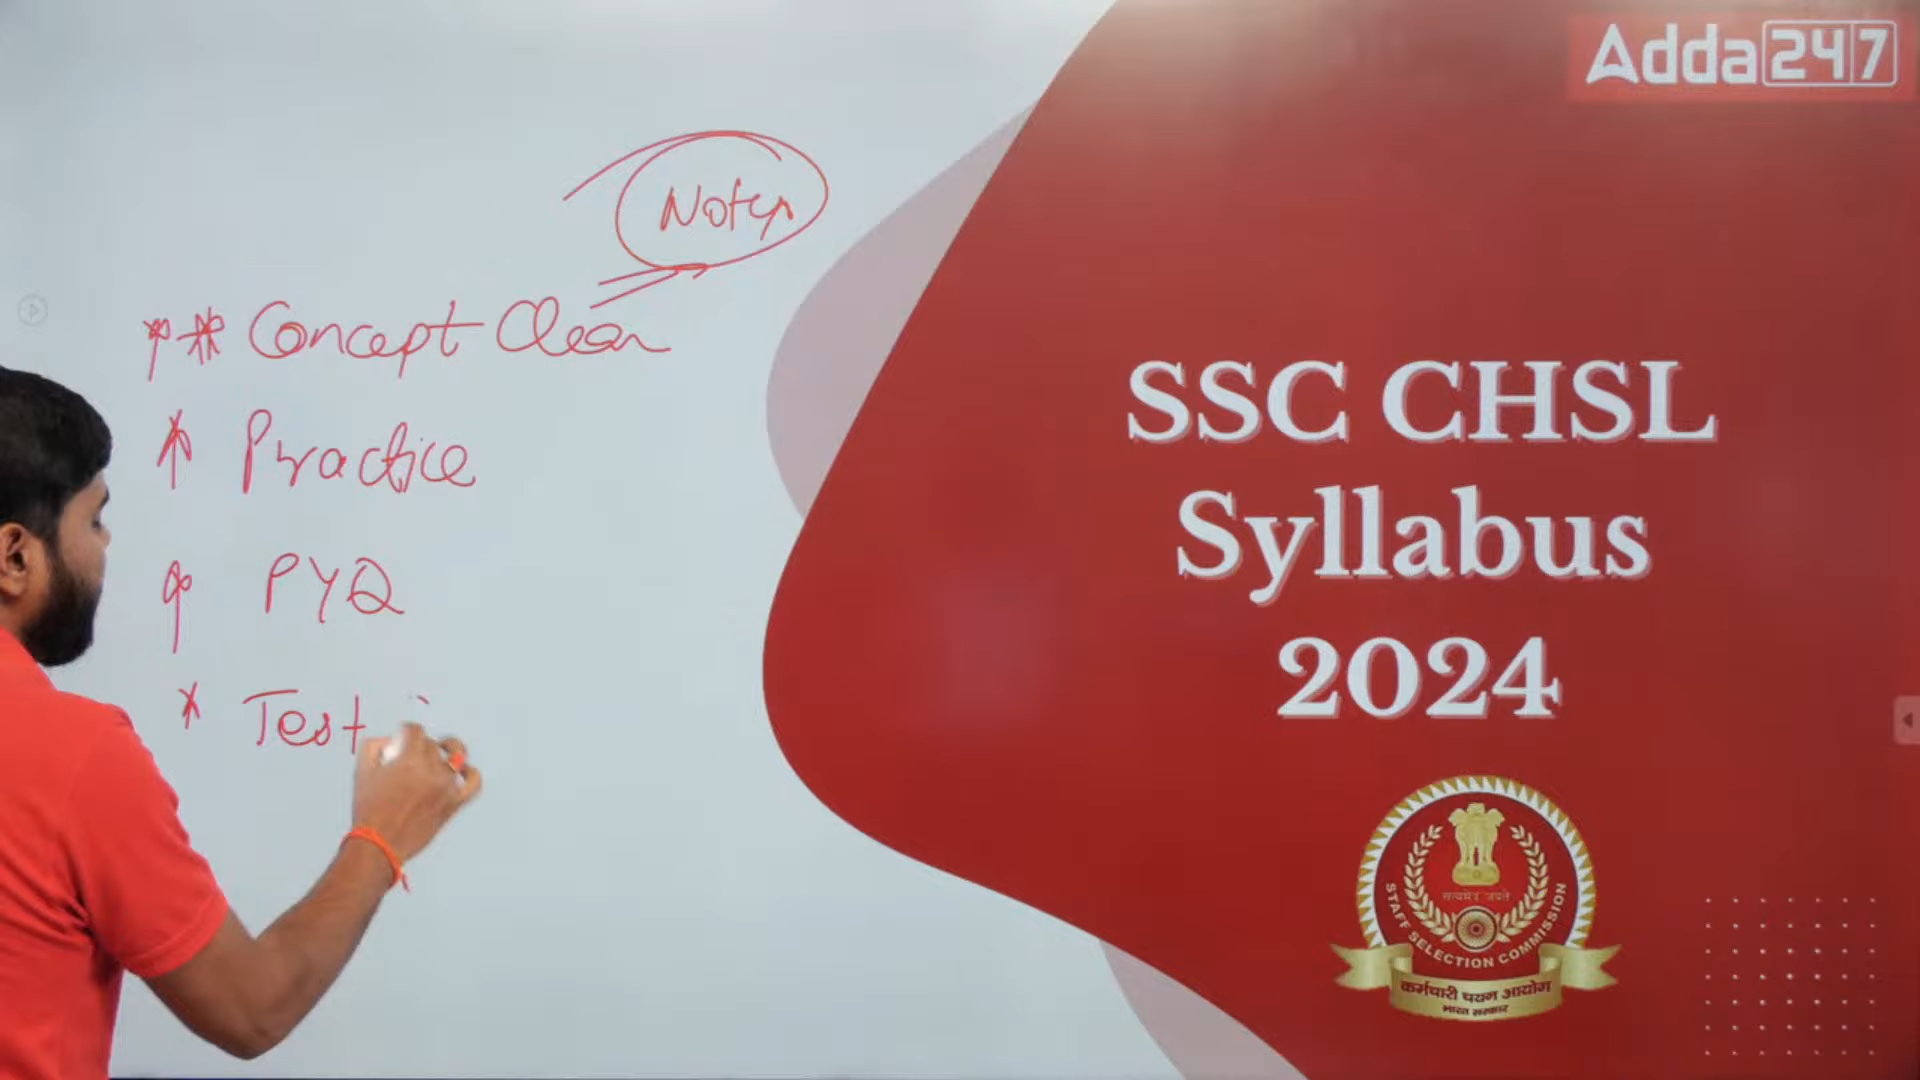 Adda247
Notes
Concept Clear
Practice
PYQ
Test
SSC CHSL
Syllabus
2024
सत्यमेव जयते
STAFF SELECTION COMMISSION
कर्मचारी चयन आयोग
भारत सरकार